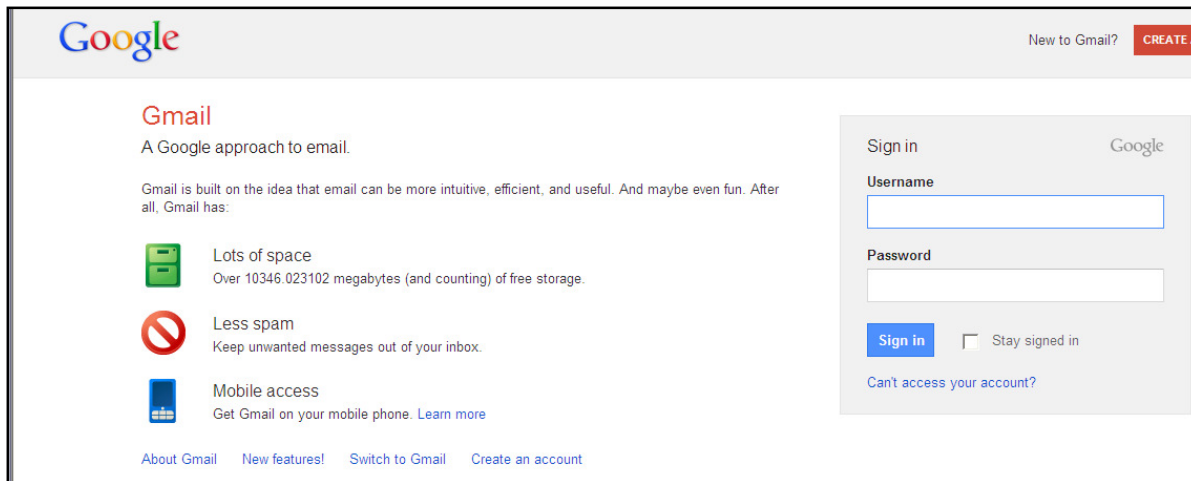 Google
New to Gmail? CREATE
Gmail
A Google approach to email.
Gmail is built on the idea that email can be more intuitive, efficient, and useful. And maybe even fun. After
all, Gmail has:
Lots of space
Over 10346.023102 megabytes (and counting) of free storage.
Less spam
Keep unwanted messages out of your inbox.
Mobile access
Get Gmail on your mobile phone. Learn more
About Gmail New features! Switch to Gmail Create an account
Sign in Google
Username
Password
Sign in Stay signed in
Can't access your account?